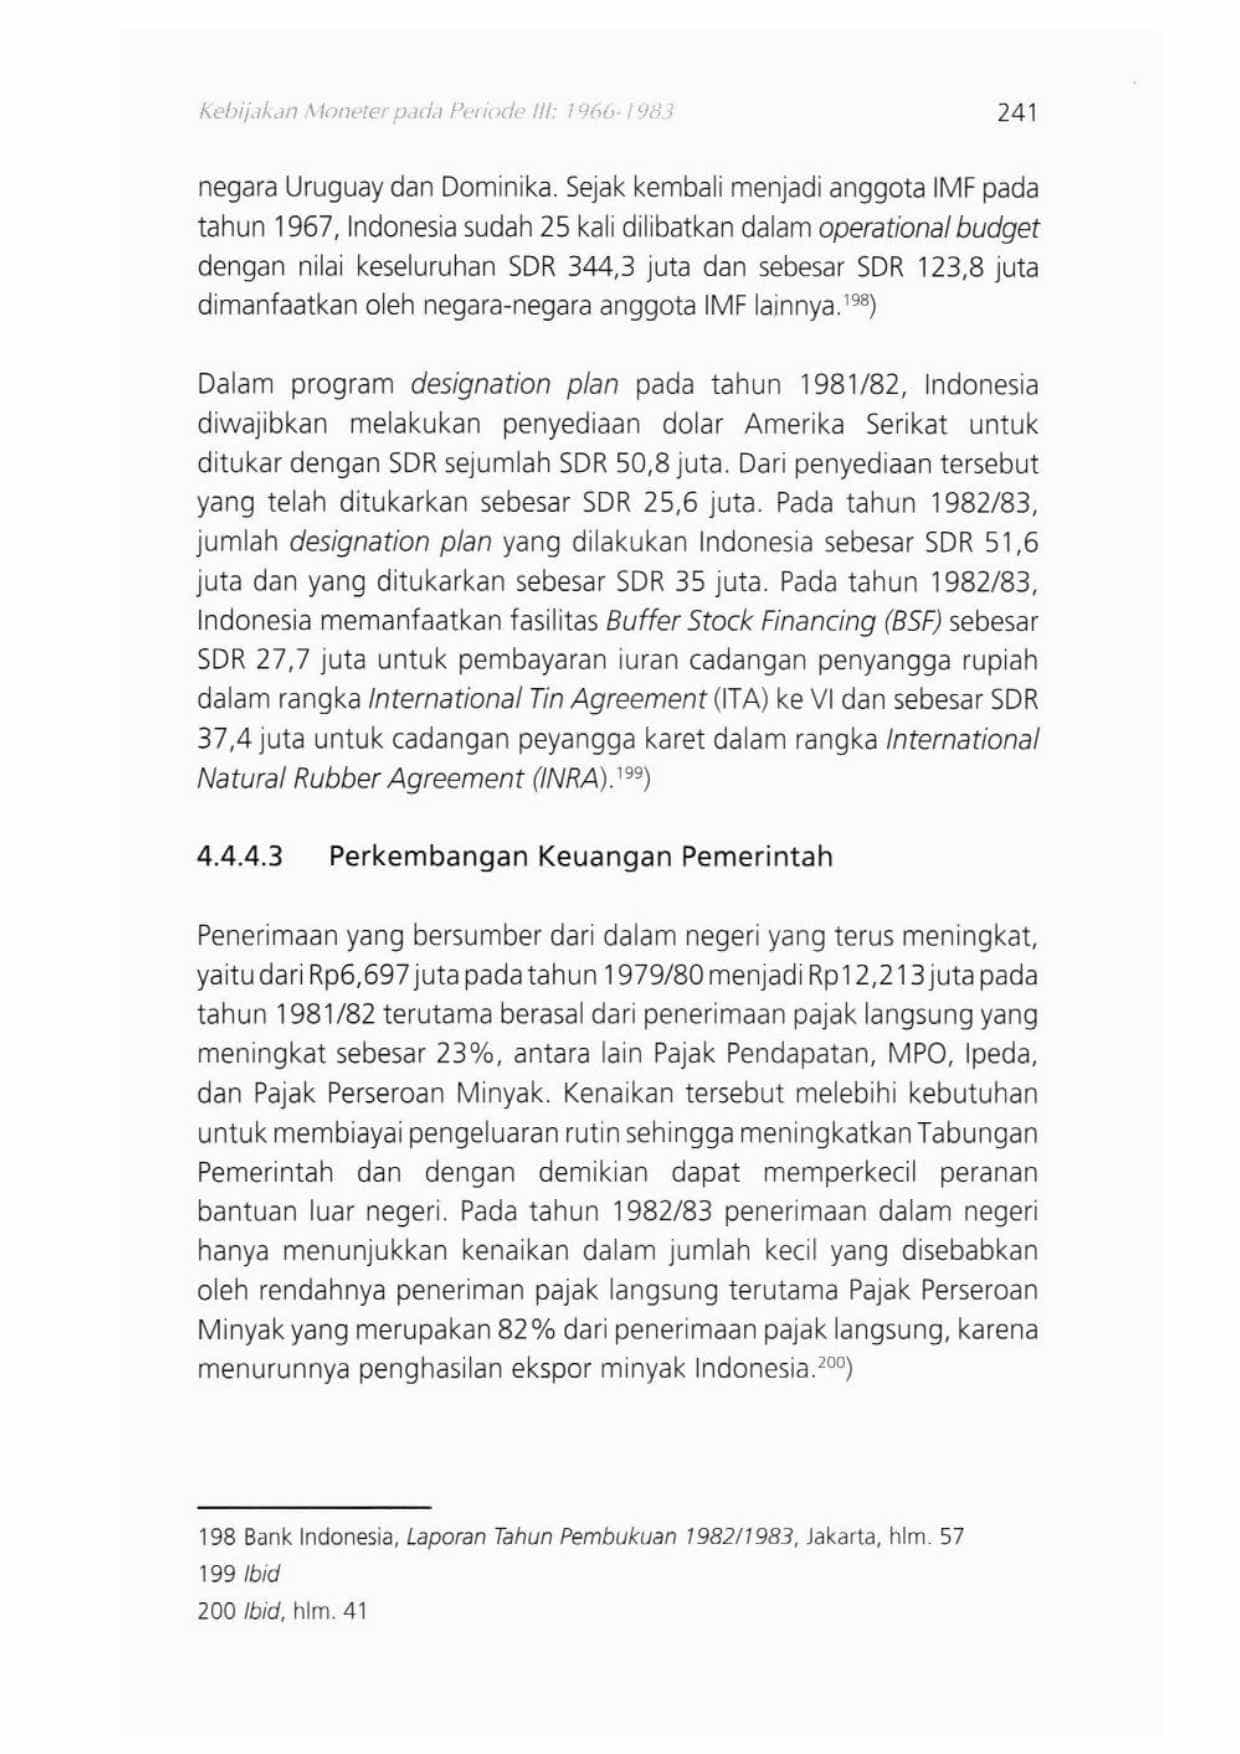 Kebijakan Moneter pada Periode III: 1966-1983 241
negara Uruguay dan Dominika. Sejak kembali menjadi anggota IMF pada
tahun 1967, Indonesia sudah 25 kali dilibatkan dalam operational budget
dengan nilai keseluruhan SDR 344,3 juta dan sebesar SDR 123,8 juta
dimanfaatkan oleh negara-negara anggota IMF lainnya.198)
Dalam program designation plan pada tahun 1981/82, Indonesia
diwajibkan melakukan penyediaan dolar Amerika Serikat untuk
ditukar dengan SDR sejumlah SDR 50,8 juta. Dari penyediaan tersebut
yang telah ditukarkan sebesar SDR 25,6 juta. Pada tahun 1982/83,
jumlah designation plan yang dilakukan Indonesia sebesar SDR 51,6
juta dan yang ditukarkan sebesar SDR 35 juta. Pada tahun 1982/83,
Indonesia memanfaatkan fasilitas Buffer Stock Financing (BSF) sebesar
SDR 27,7 juta untuk pembayaran iuran cadangan penyangga rupiah
dalam rangka International Tin Agreement (ITA) ke VI dan sebesar SDR
37,4 juta untuk cadangan peyangga karet dalam rangka International
Natural Rubber Agreement (INRA).199)
4.4.4.3 Perkembangan Keuangan Pemerintah
Penerimaan yang bersumber dari dalam negeri yang terus meningkat,
yaitu dari Rp6,697 juta pada tahun 1979/80 menjadi Rp12,213 juta pada
tahun 1981/82 terutama berasal dari penerimaan pajak langsung yang
meningkat sebesar 23%, antara lain Pajak Pendapatan, MPO, Ipeda,
dan Pajak Perseroan Minyak. Kenaikan tersebut melebihi kebutuhan
untuk membiayai pengeluaran rutin sehingga meningkatkan Tabungan
Pemerintah dan dengan demikian dapat memperkecil peranan
bantuan luar negeri. Pada tahun 1982/83 penerimaan dalam negeri
hanya menunjukkan kenaikan dalam jumlah kecil yang disebabkan
oleh rendahnya peneriman pajak langsung terutama Pajak Perseroan
Minyak yang merupakan 82% dari penerimaan pajak langsung, karena
menurunnya penghasilan ekspor minyak Indonesia.200)
198 Bank Indonesia, Laporan Tahun Pembukuan 1982/1983, Jakarta, hlm. 57
199 Ibid
200 Ibid, hlm. 41